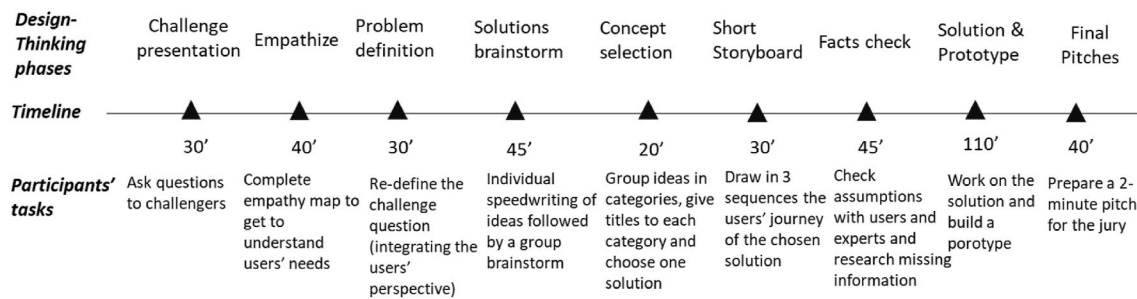 Design-
Thinking
phases
Challenge
presentation
Empathize
Problem
definition
Solutions
brainstorm
Concept
selection
Short
Storyboard
Facts check
Solution &
Prototype
Final
Pitches
Timeline
30’
40’
30’
45’
20’
30’
45’
110’
40’
Participants’
tasks
Ask questions
to challengers
Complete
empathy map to
get to
understand
users’ needs
Re-define the
challenge
question
(integrating the
users’
perspective)
Individual
speedwriting of
ideas followed
by a group
brainstorm
Group ideas in
categories, give
titles to each
category and
choose one
solution
Draw in 3
sequences the
users’ journey
of the chosen
solution
Check
assumptions
with users and
experts and
research missing
information
Work on the
solution and
build a
porotype
Prepare a 2-
minute pitch
for the jury